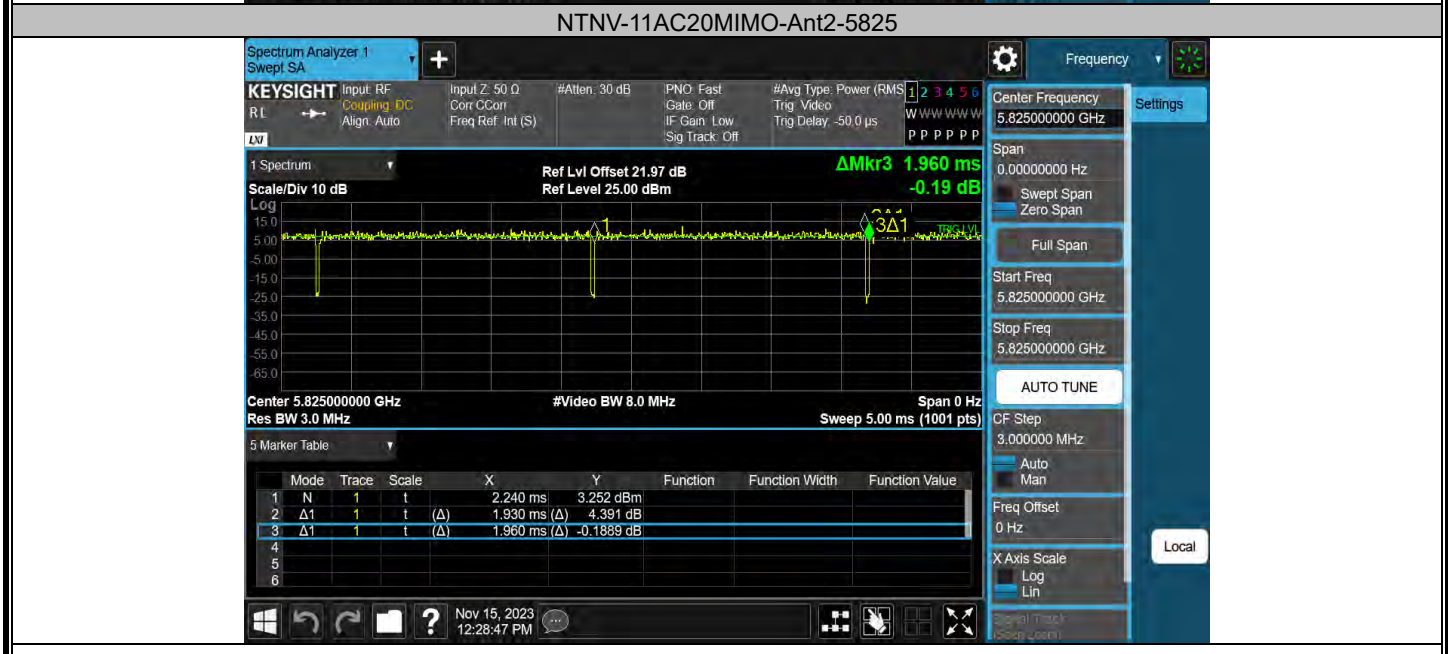 NTNV-11AC20MIMO-Ant2-5825
Spectrum Analyzer 1
Swept SA
+
Frequency
KEYSIGHT
RL
LXI
Input: RF
Coupling: DC
Align: Auto
Input Z: 50 Ω
Corr CCorr
Freq Ref: Int (S)
#Atten: 30 dB
PNO: Fast
Gate: Off
IF Gain: Low
Sig Track: Off
#Avg Type: Power (RMS
Trig: Video
Trig Delay: -50.0 µs
1 2 3 4 5 6
W W W W W W
P P P P P P
Center Frequency
5.825000000 GHz
Settings
1 Spectrum
Scale/Div 10 dB
Ref Lvl Offset 21.97 dB
Ref Level 25.00 dBm
ΔMkr3 1.960 ms
-0.19 dB
Span
0.00000000 Hz
Swept Span
Zero Span
Log
15.0
5.00
-5.00
-15.0
-25.0
-35.0
-45.0
-55.0
-65.0
1
3Δ1
TRIG LVL
Full Span
Start Freq
5.825000000 GHz
Stop Freq
5.825000000 GHz
AUTO TUNE
Center 5.825000000 GHz
Res BW 3.0 MHz
#Video BW 8.0 MHz
Span 0 Hz
Sweep 5.00 ms (1001 pts)
CF Step
3.000000 MHz
Auto
Man
5 Marker Table
Mode Trace Scale X Y Function Function Width Function Value
1 N 1 t 2.240 ms 3.252 dBm
2 Δ1 1 t (Δ) 1.930 ms (Δ) 4.391 dB
3 Δ1 1 t (Δ) 1.960 ms (Δ) -0.1889 dB
4
5
6
Freq Offset
0 Hz
X Axis Scale
Log
Lin
Local
?
Nov 15, 2023
12:28:47 PM